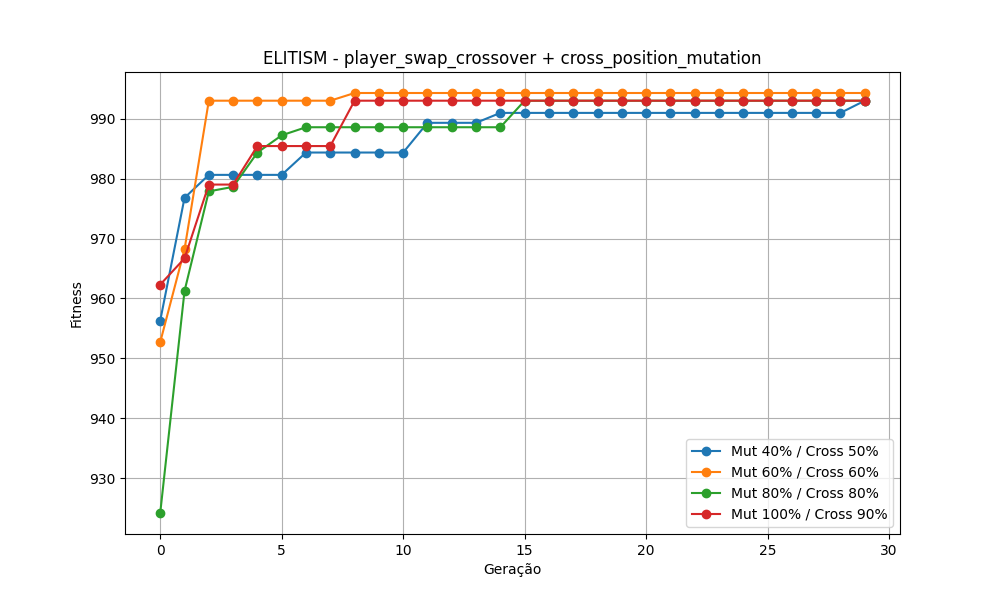 ELITISM - player_swap_crossover + cross_position_mutation
Fitness
990
980
970
960
950
940
930
0 5 10 15 20 25 30
Geração
Mut 40% / Cross 50%
Mut 60% / Cross 60%
Mut 80% / Cross 80%
Mut 100% / Cross 90%